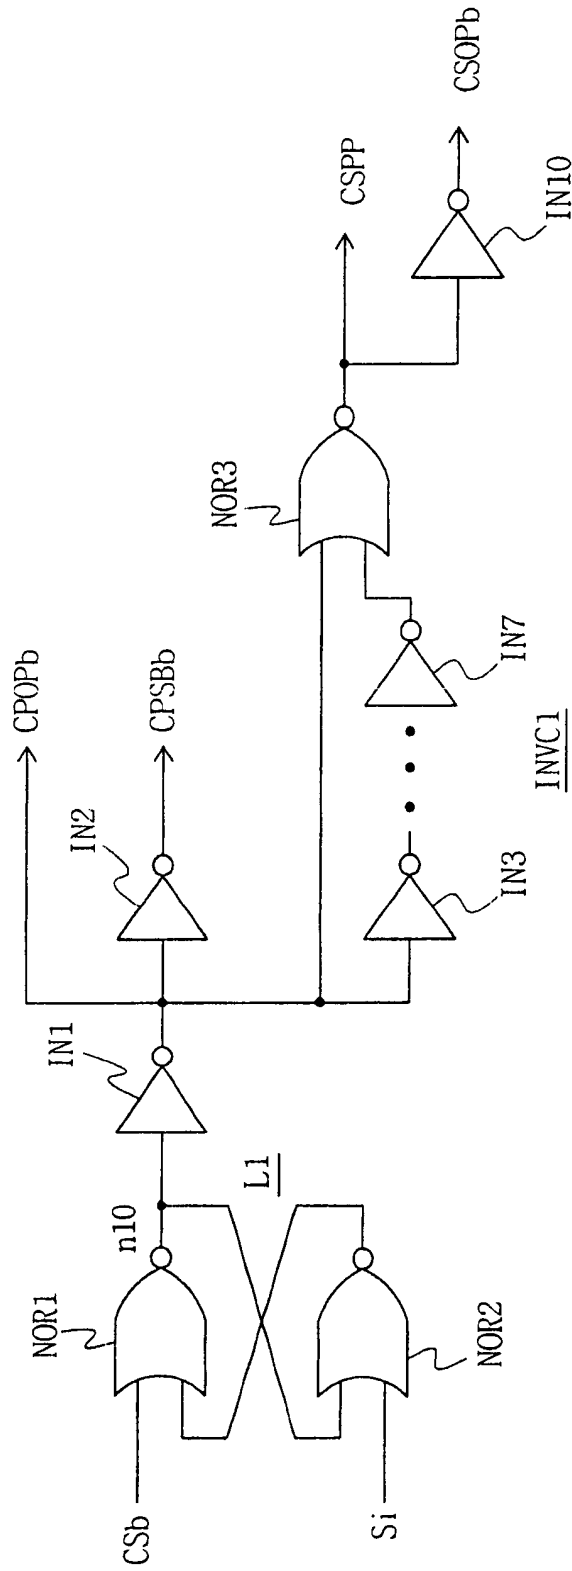 CSb
Si
NOR1
NOR2
n10
L1
IN1
IN2
CPOPb
CPSBb
IN3
IN7
INVC1
NOR3
CSPP
CSOPb
IN10